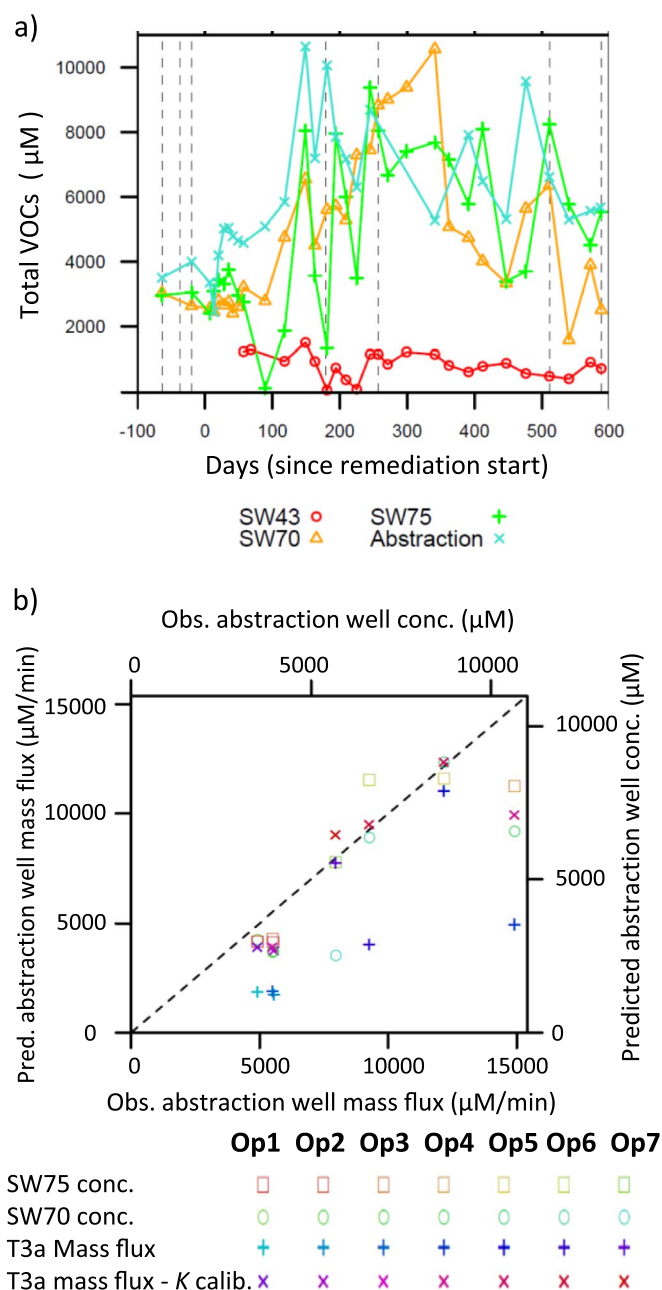 a)
Total VOCs ( µM )
10000
8000
6000
4000
2000
-100 0 100 200 300 400 500 600
Days (since remediation start)
SW43 SW75
SW70 Abstraction
b)
Obs. abstraction well conc. (µM)
0 5000 10000
Pred. abstraction well mass flux (µM/min)
15000
10000
5000
0
10000
5000
0
Predicted abstraction well conc. (µM)
0 5000 10000 15000
Obs. abstraction well mass flux (µM/min)
Op1 Op2 Op3 Op4 Op5 Op6 Op7
SW75 conc.
SW70 conc.
T3a Mass flux
T3a mass flux - K calib.